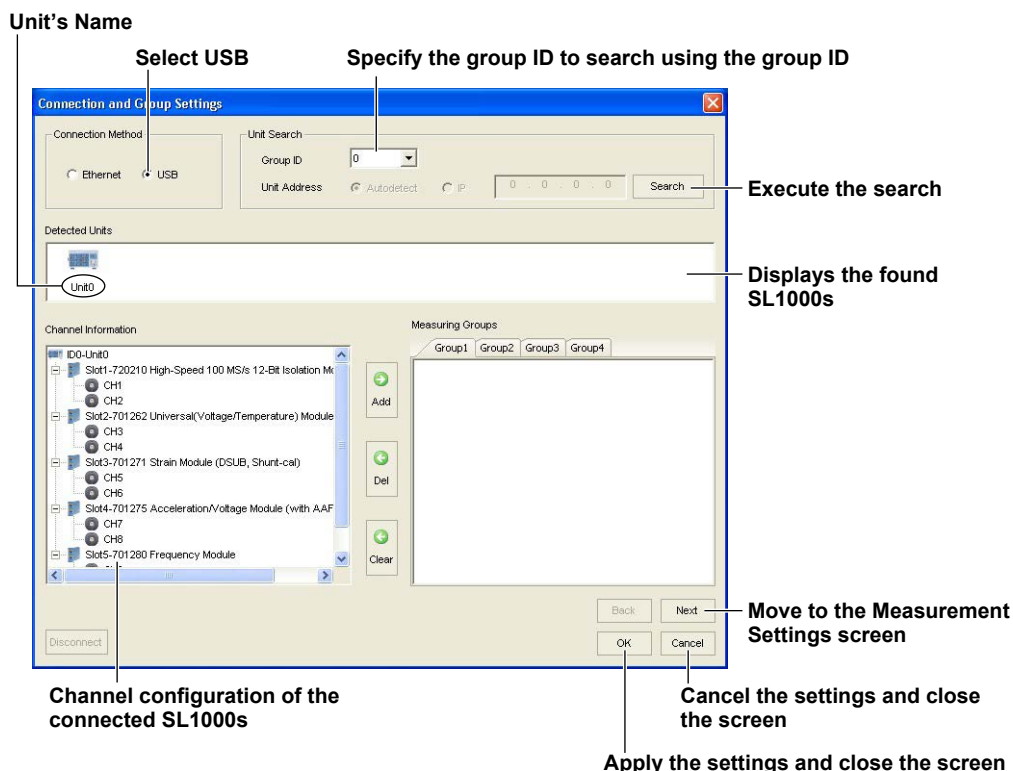 Unit's Name
Select USB
Specify the group ID to search using the group ID
Connection and Group Settings
Connection Method
Ethernet
USB
Unit Search
Group ID
0
Unit Address
Autodetect
IP
0 . 0 . 0 . 0
Search
Execute the search
Detected Units
Unit0
Displays the found
SL1000s
Channel Information
ID0-Unit0
Slot1-720210 High-Speed 100 MS/s 12-Bit Isolation
CH1
CH2
Slot2-701262 Universal(Voltage/Temperature) Module
CH3
CH4
Slot3-701271 Strain Module (DSUB, Shunt-cal)
CH5
CH6
Slot4-701275 Acceleration/Voltage Module (with AAF
CH7
CH8
Slot5-701280 Frequency Module
Add
Del
Clear
Measuring Groups
Group1 Group2 Group3 Group4
Back
Next
Move to the Measurement
Settings screen
Disconnect
OK
Cancel
Channel configuration of the
connected SL1000s
Cancel the settings and close
the screen
Apply the settings and close the screen